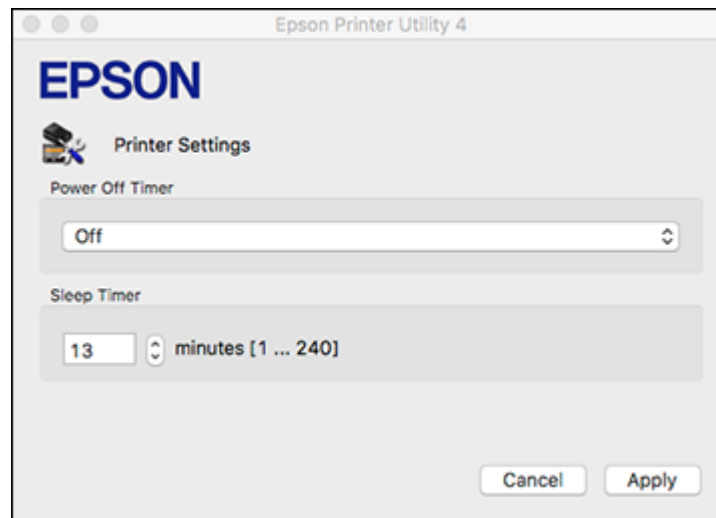 Epson Printer Utility 4
EPSON
Printer Settings
Power Off Timer
Off
Sleep Timer
13 minutes [1 ... 240]
Cancel Apply